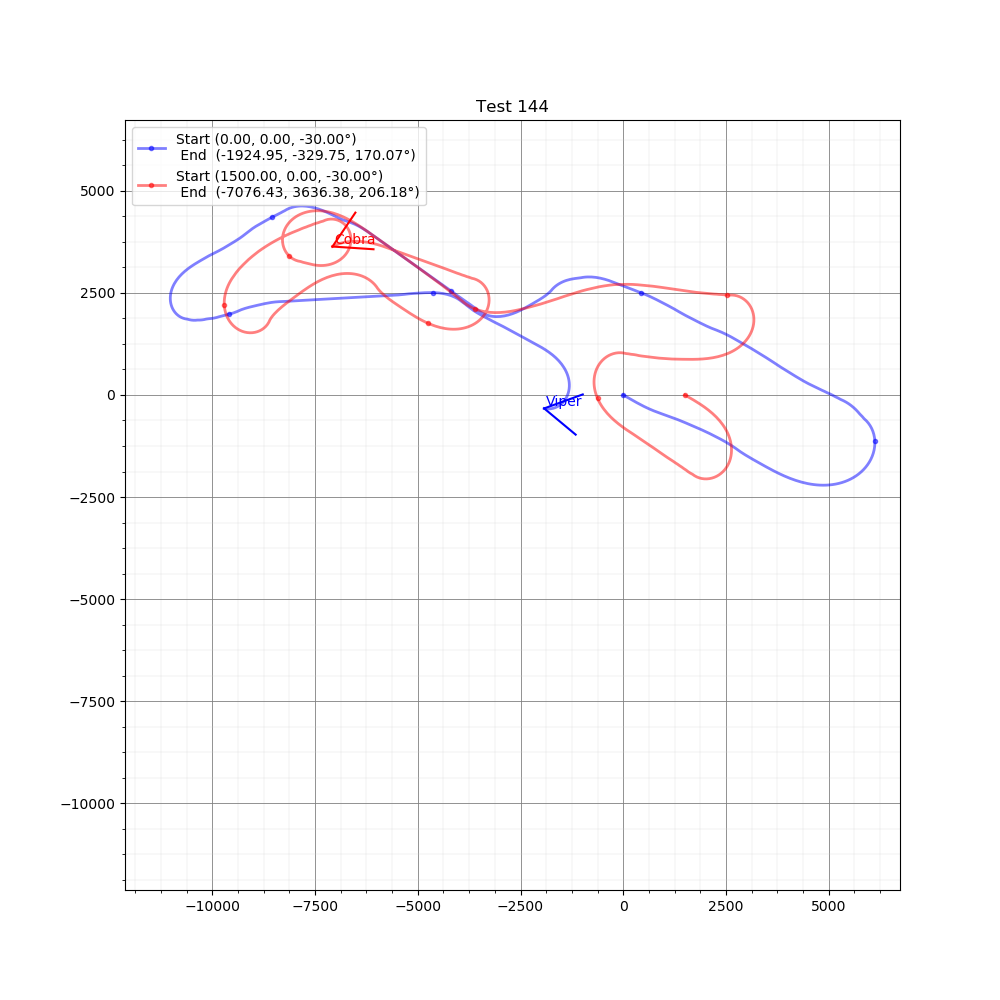 Test 144
Start (0.00, 0.00, -30.00°)
End (-1924.95, -329.75, 170.07°)
Start (1500.00, 0.00, -30.00°)
End (-7076.43, 3636.38, 206.18°)
5000
2500
0
−2500
−5000
−7500
−10000
Cobra
Viper
−10000 −7500 −5000 −2500 0 2500 5000